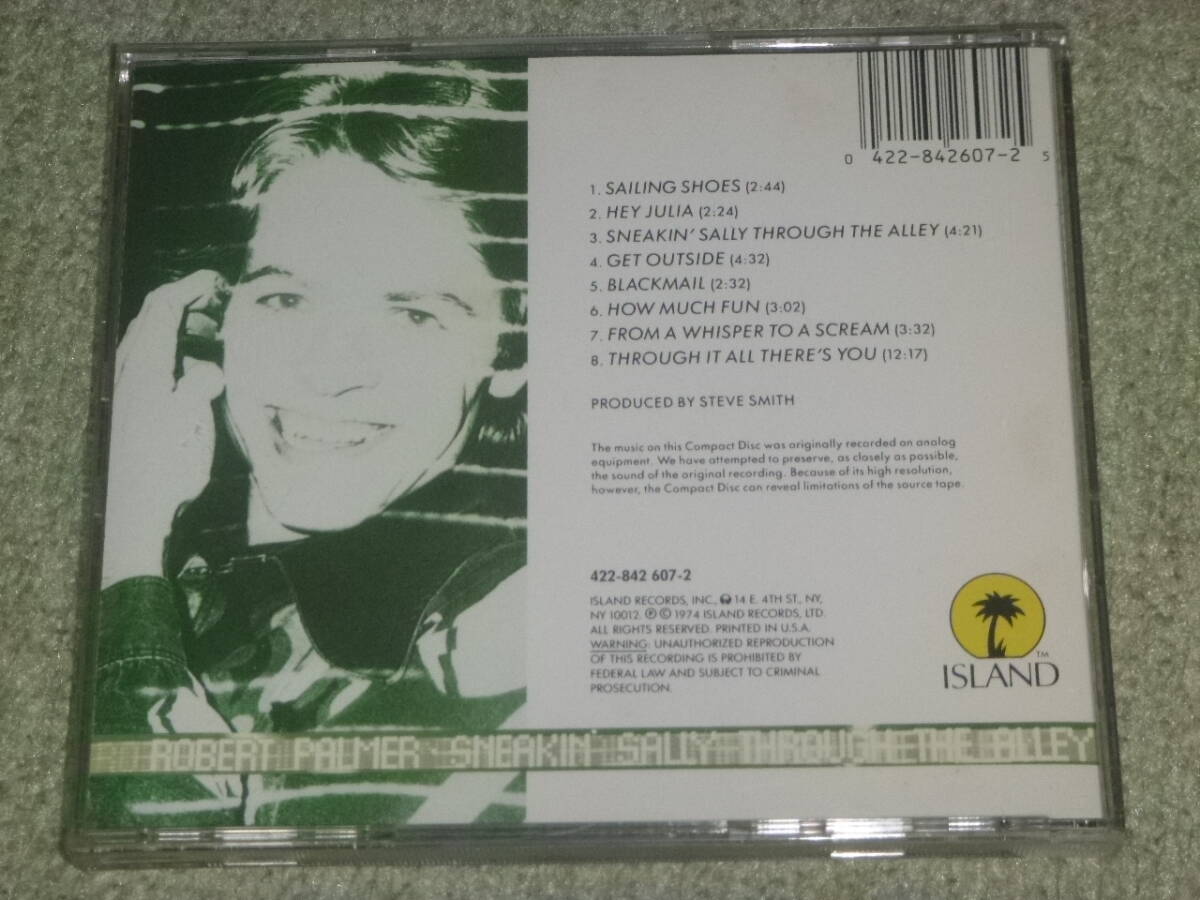 0 422-842607-2 5
1. SAILING SHOES (2:44)
2. HEY JULIA (2:24)
3. SNEAKIN' SALLY THROUGH THE ALLEY (4:21)
4. GET OUTSIDE (4:32)
5. BLACKMAIL (2:32)
6. HOW MUCH FUN (3:02)
7. FROM A WHISPER TO A SCREAM (3:32)
8. THROUGH IT ALL THERE'S YOU (12:17)
PRODUCED BY STEVE SMITH
The music on this Compact Disc was originally recorded on analog
equipment. We have attempted to preserve, as closely as possible,
the sound of the original recording. Because of its high resolution,
however, the Compact Disc can reveal limitations of the source tape.
422-842 607-2
ISLAND RECORDS, INC., 14 E. 4TH ST., NY,
NY 10012. ℗ © 1974 ISLAND RECORDS, LTD.
ALL RIGHTS RESERVED. PRINTED IN U.S.A.
WARNING: UNAUTHORIZED REPRODUCTION
OF THIS RECORDING IS PROHIBITED BY
FEDERAL LAW AND SUBJECT TO CRIMINAL
PROSECUTION.
ISLAND™
ROBERT PALMER · SNEAKIN' SALLY THROUGH THE ALLEY